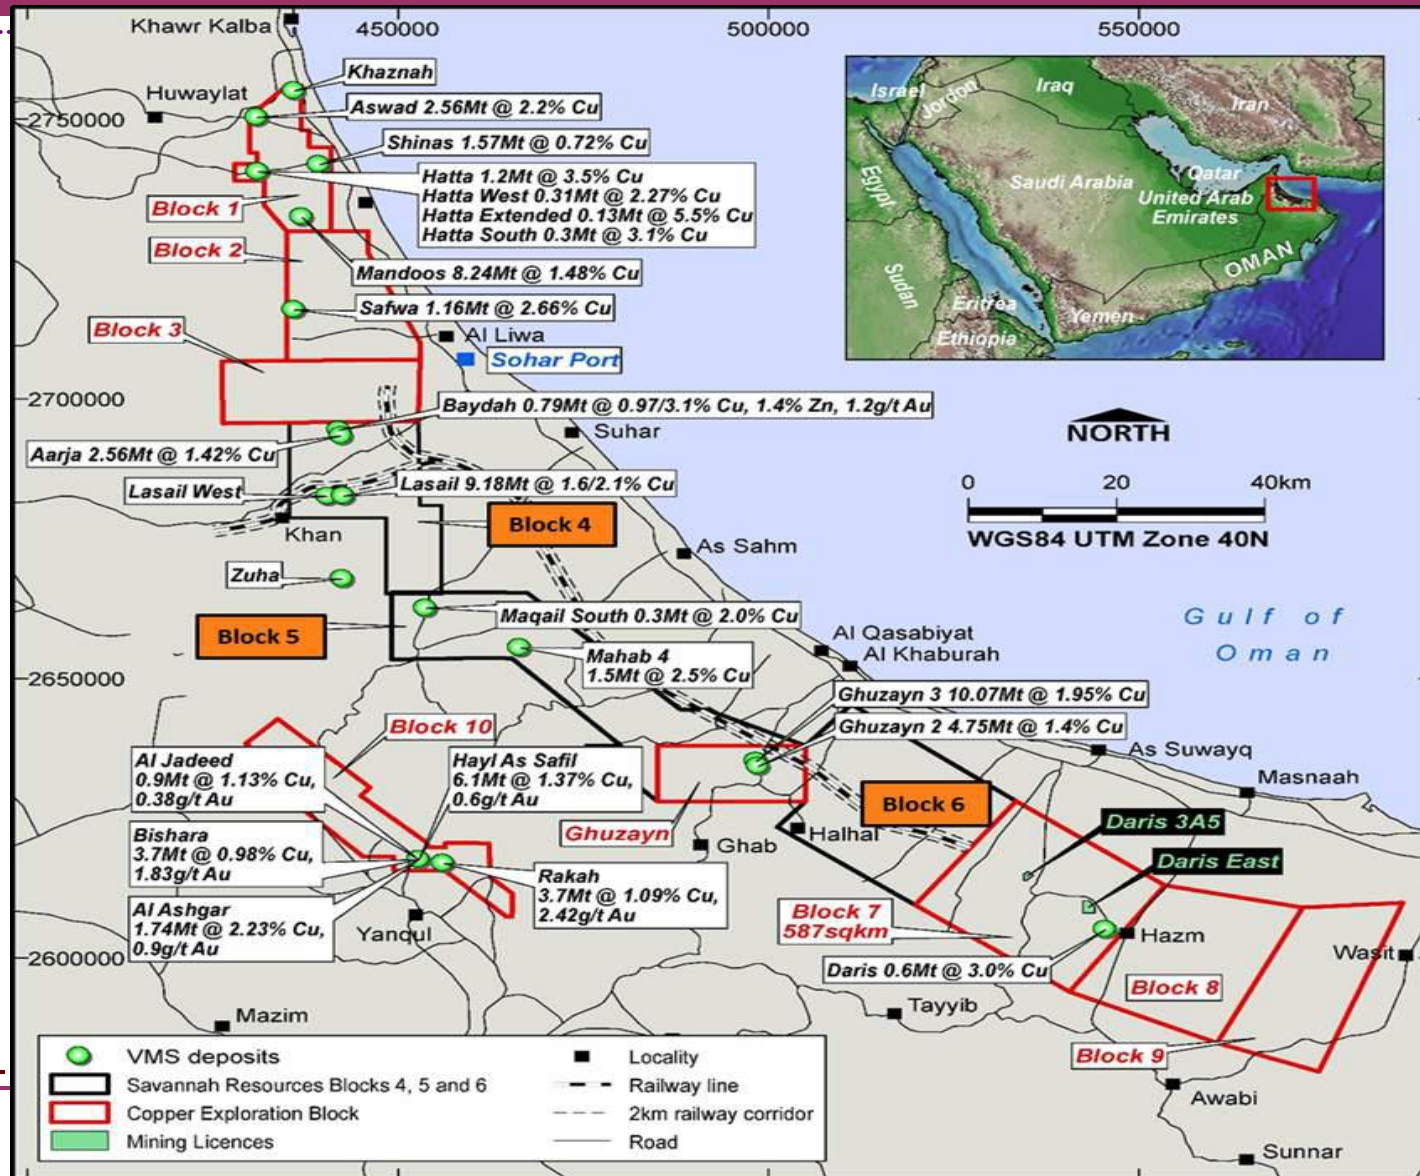 Khawr Kalba
450000
500000
550000
Khaznah
Huwaylat
Aswad 2.56Mt @ 2.2% Cu
2750000
Shinas 1.57Mt @ 0.72% Cu
Hatta 1.2Mt @ 3.5% Cu
Hatta West 0.31Mt @ 2.27% Cu
Hatta Extended 0.13Mt @ 5.5% Cu
Hatta South 0.3Mt @ 3.1% Cu
Block 1
Block 2
Mandoos 8.24Mt @ 1.48% Cu
Safwa 1.16Mt @ 2.66% Cu
Block 3
Al Liwa
Sohar Port
Israel
Jordon
Iraq
Iran
Egypt
Saudi Arabia
Qatar
United Arab
Emirates
OMAN
Sudan
Eritrea
Yemen
Ethiopia
2700000
Baydah 0.79Mt @ 0.97/3.1% Cu, 1.4% Zn, 1.2g/t Au
NORTH
Suhar
Aarja 2.56Mt @ 1.42% Cu
Lasail West
Lasail 9.18Mt @ 1.6/2.1% Cu
0 20 40km
WGS84 UTM Zone 40N
Block 4
Khan
As Sahm
Zuha
Maqail South 0.3Mt @ 2.0% Cu
Gulf of
Oman
Block 5
Al Qasabiyat
Al Khaburah
Mahab 4
1.5Mt @ 2.5% Cu
2650000
Ghuzayn 3 10.07Mt @ 1.95% Cu
Ghuzayn 2 4.75Mt @ 1.4% Cu
Block 10
As Suwayq
Masnaah
Al Jadeed
0.9Mt @ 1.13% Cu,
0.38g/t Au
Hayl As Safil
6.1Mt @ 1.37% Cu,
0.6g/t Au
Block 6
Daris 3A5
Ghuzayn
Halhal
Ghab
Daris East
Bishara
3.7Mt @ 0.98% Cu,
1.83g/t Au
Rakah
3.7Mt @ 1.09% Cu,
2.42g/t Au
Al Ashgar
1.74Mt @ 2.23% Cu,
0.9g/t Au
Yanqul
Block 7
587sqkm
Hazm
Wasit
2600000
Daris 0.6Mt @ 3.0% Cu
Block 8
Mazim
Tayyib
Block 9
Awabi
Sunnar
VMS deposits
Savannah Resources Blocks 4, 5 and 6
Copper Exploration Block
Mining Licences
Locality
Railway line
2km railway corridor
Road